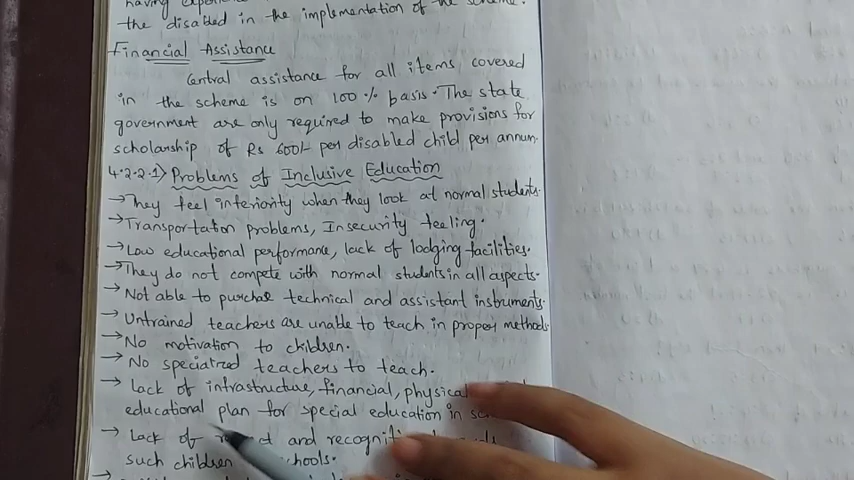 the disabled in the implementation of the scheme.
Financial Assistance
Central assistance for all items covered
in the scheme is on 100% basis. The state
government are only required to make provisions for
scholarship of Rs 600/- per disabled child per annum.
4.2.2.1) Problems of Inclusive Education
→ They feel inferiority when they look at normal students.
→ Transportaton problems, Insecurity feeling.
→ Low educational performance, lack of lodging facilities.
→ They do not compete with normal students in all aspects.
→ Not able to purchase technical and assistant instruments.
→ Untrained teachers are unable to teach in proper methods
→ No motivation to children.
→ No specialized teachers to teach.
→ Lack of infrastructure, financial, physical
educational plan for special education in
→ Lack of and
such children